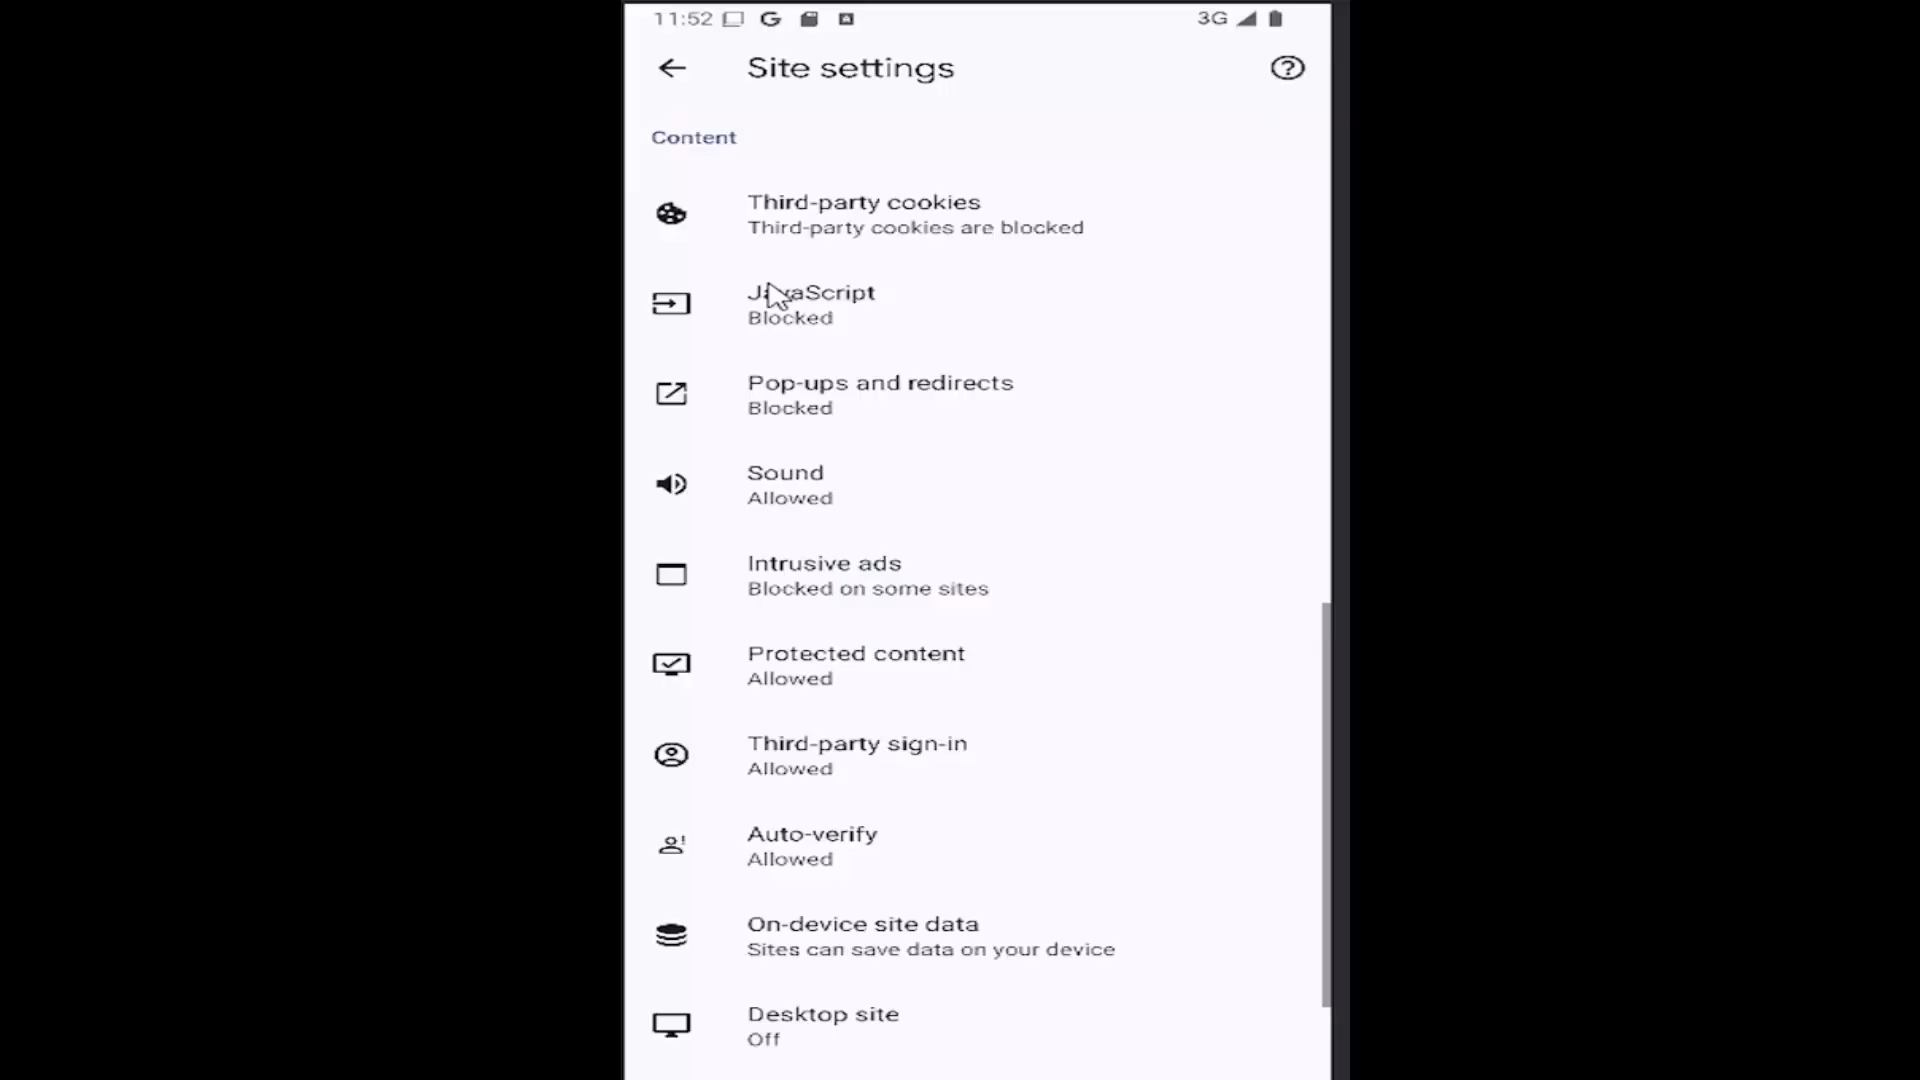 11:52
3G
Site settings
Content
Third-party cookies
Third-party cookies are blocked
JavaScript
Blocked
Pop-ups and redirects
Blocked
Sound
Allowed
Intrusive ads
Blocked on some sites
Protected content
Allowed
Third-party sign-in
Allowed
Auto-verify
Allowed
On-device site data
Sites can save data on your device
Desktop site
Off